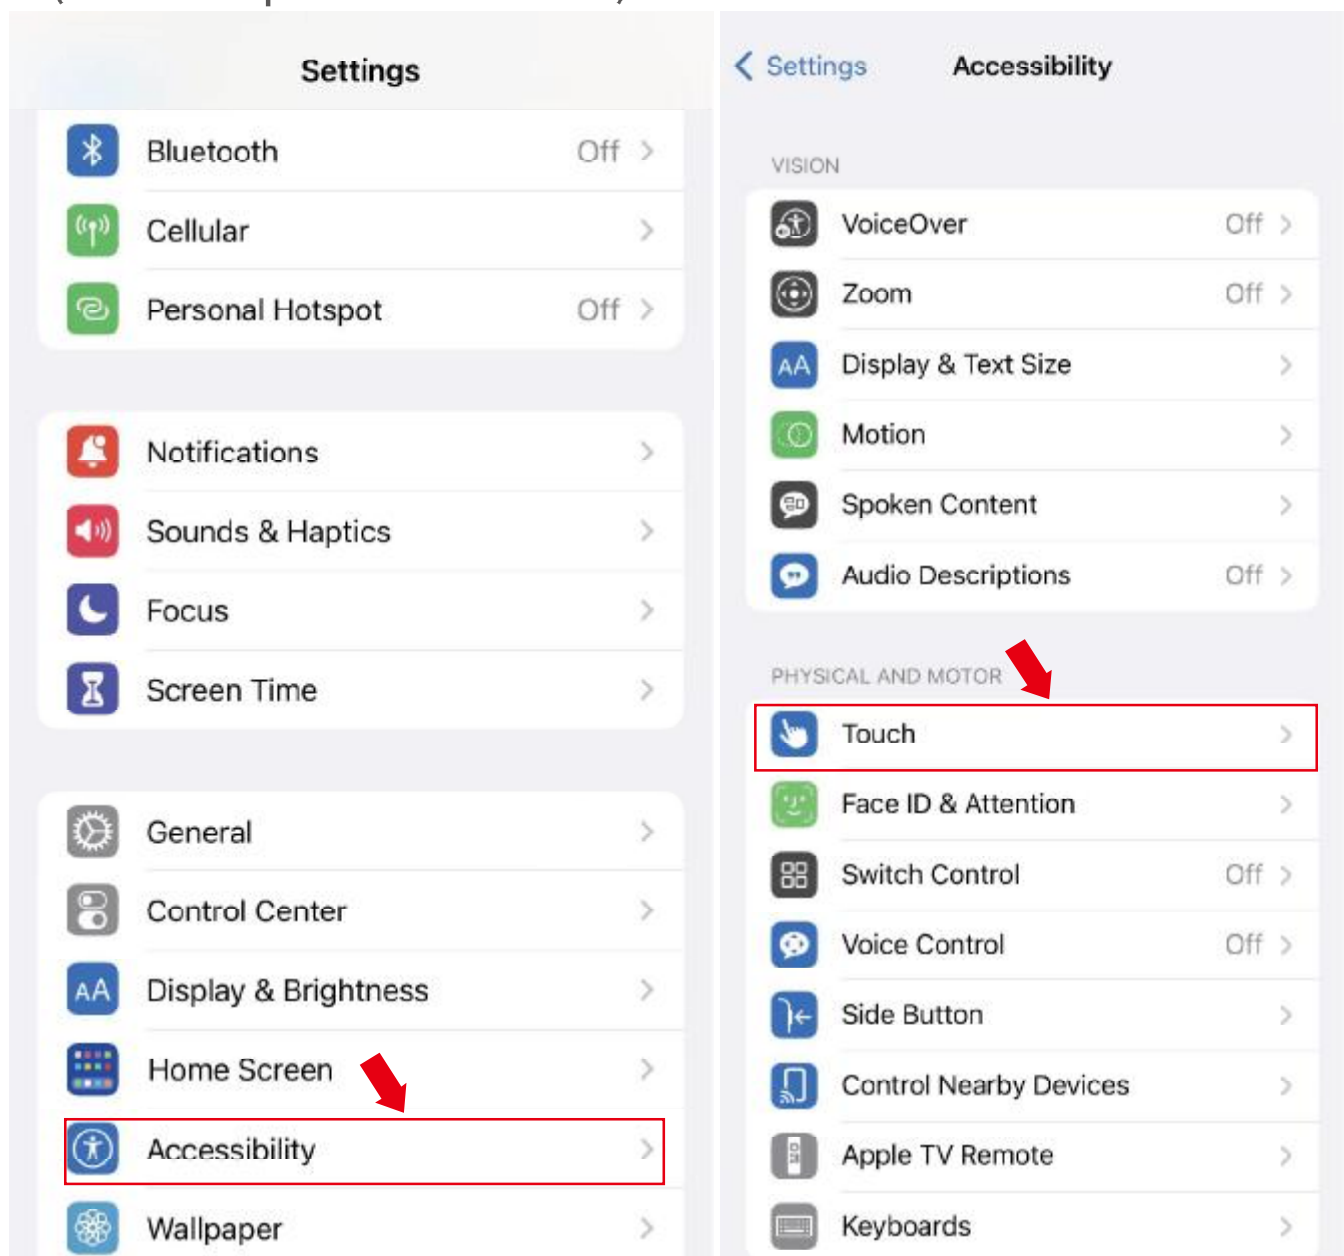 Settings
Bluetooth Off
Cellular
Personal Hotspot Off
Notifications
Sounds & Haptics
Focus
Screen Time
General
Control Center
Display & Brightness
Home Screen
Accessibility
Wallpaper
Settings Accessibility
VISION
VoiceOver Off
Zoom Off
Display & Text Size
Motion
Spoken Content
Audio Descriptions Off
PHYSICAL AND MOTOR
Touch
Face ID & Attention
Switch Control Off
Voice Control Off
Side Button
Control Nearby Devices
Apple TV Remote
Keyboards